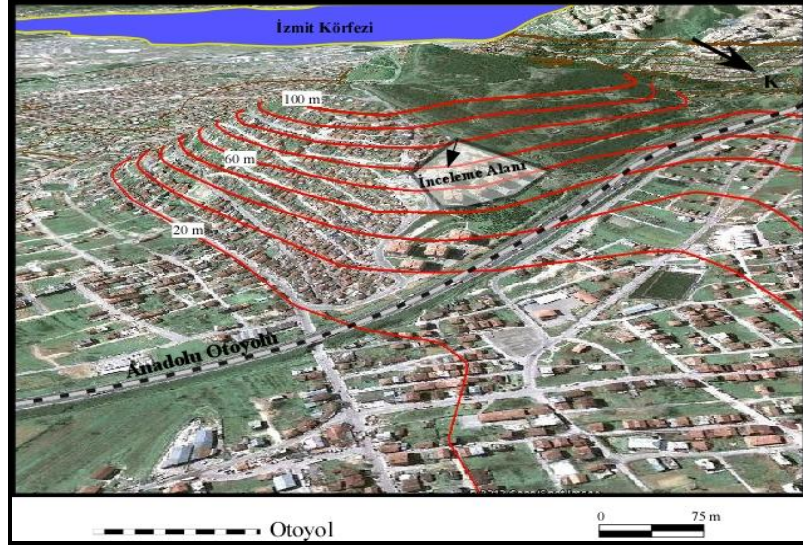 İzmit Körfezi
K
100 m
60 m
İnceleme Alanı
20 m
Anadolu Otoyolu
Otoyol
0 75 m